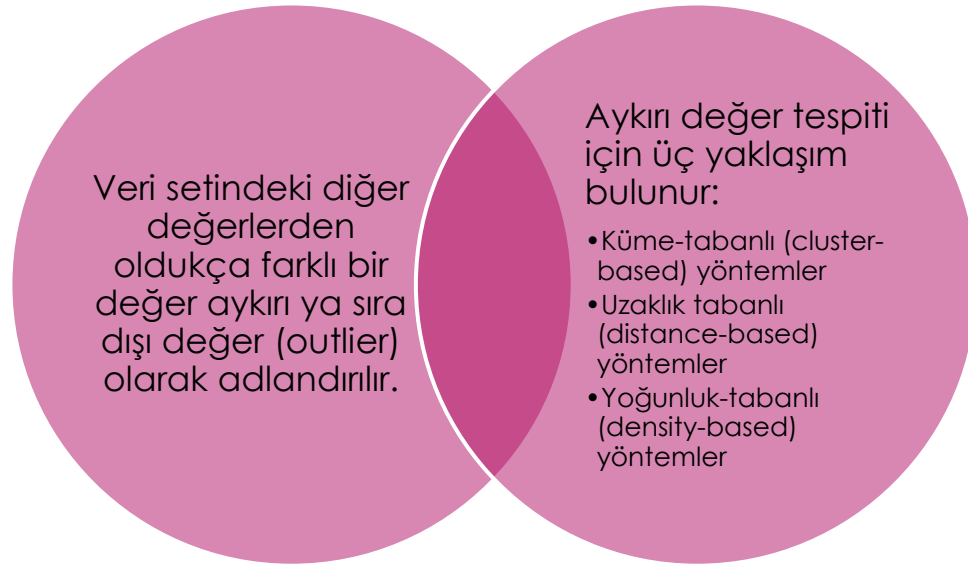 Veri setindeki diğer
değerlerden
oldukça farklı bir
değer aykırı ya sıra
dışı değer (outlier)
olarak adlandırılır.
Aykırı değer tespiti
için üç yaklaşım
bulunur:
•Küme-tabanlı (cluster-
based) yöntemler
•Uzaklık tabanlı
(distance-based)
yöntemler
•Yoğunluk-tabanlı
(density-based)
yöntemler